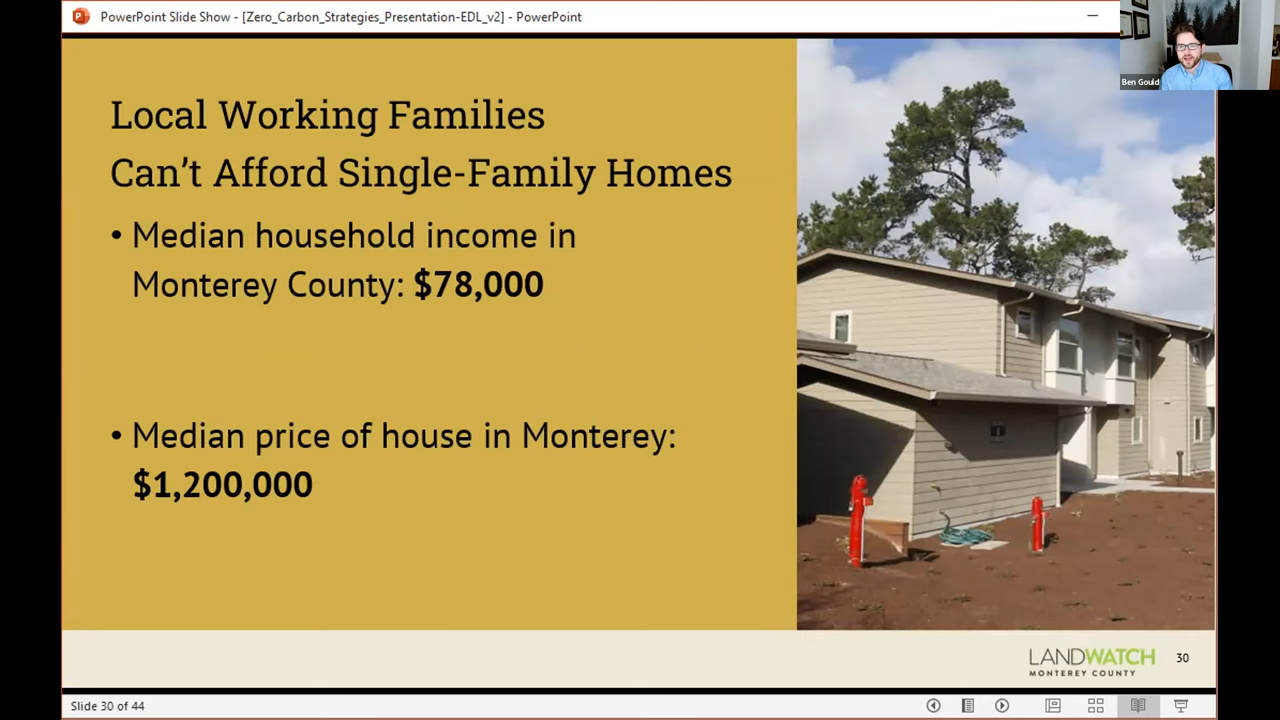 PowerPoint Slide Show - [Zero_Carbon_Strategies_Presentation-EDL_v2] - PowerPoint
Ben Gould
Local Working Families
Can’t Afford Single-Family Homes
• Median household income in
Monterey County: $78,000
• Median price of house in Monterey:
$1,200,000
LANDWATCH
MONTEREY COUNTY
30
Slide 30 of 44